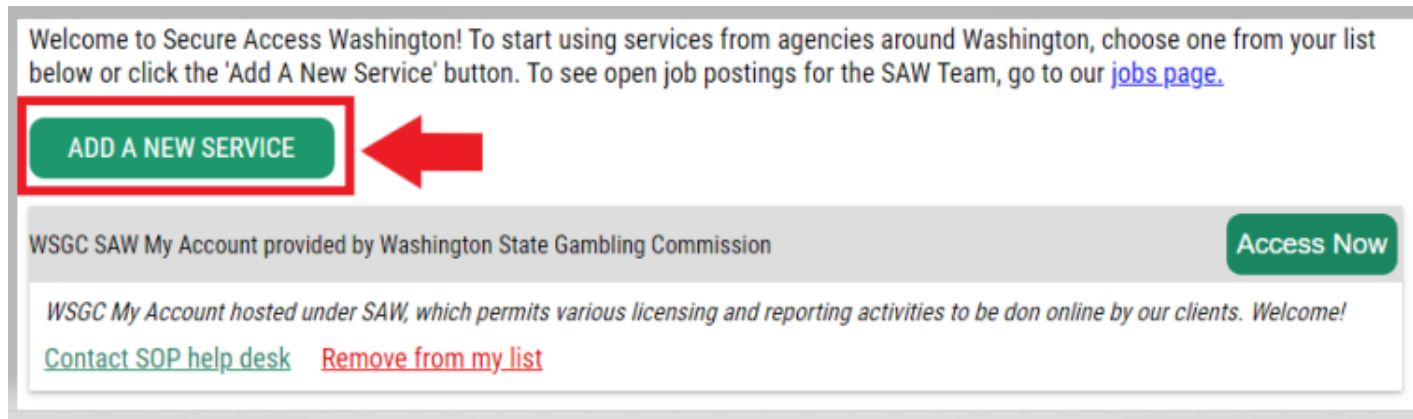 Welcome to Secure Access Washington! To start using services from agencies around Washington, choose one from your list
below or click the 'Add A New Service' button. To see open job postings for the SAW Team, go to our jobs page.
ADD A NEW SERVICE
WSGC SAW My Account provided by Washington State Gambling Commission
Access Now
WSGC My Account hosted under SAW, which permits various licensing and reporting activities to be don online by our clients. Welcome!
Contact SOP help desk Remove from my list